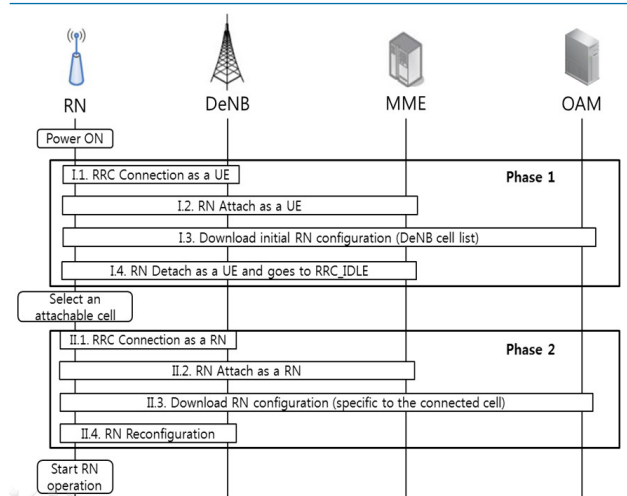 RN
DeNB
MME
OAM
Power ON
Phase 1
I.1. RRC Connection as a UE
I.2. RN Attach as a UE
I.3. Download initial RN configuration (DeNB cell list)
I.4. RN Detach as a UE and goes to RRC_IDLE
Select an
attachable cell
II.1. RRC Connection as a RN
Phase 2
II.2. RN Attach as a RN
II.3. Download RN configuration (specific to the connected cell)
II.4. RN Reconfiguration
Start RN
operation